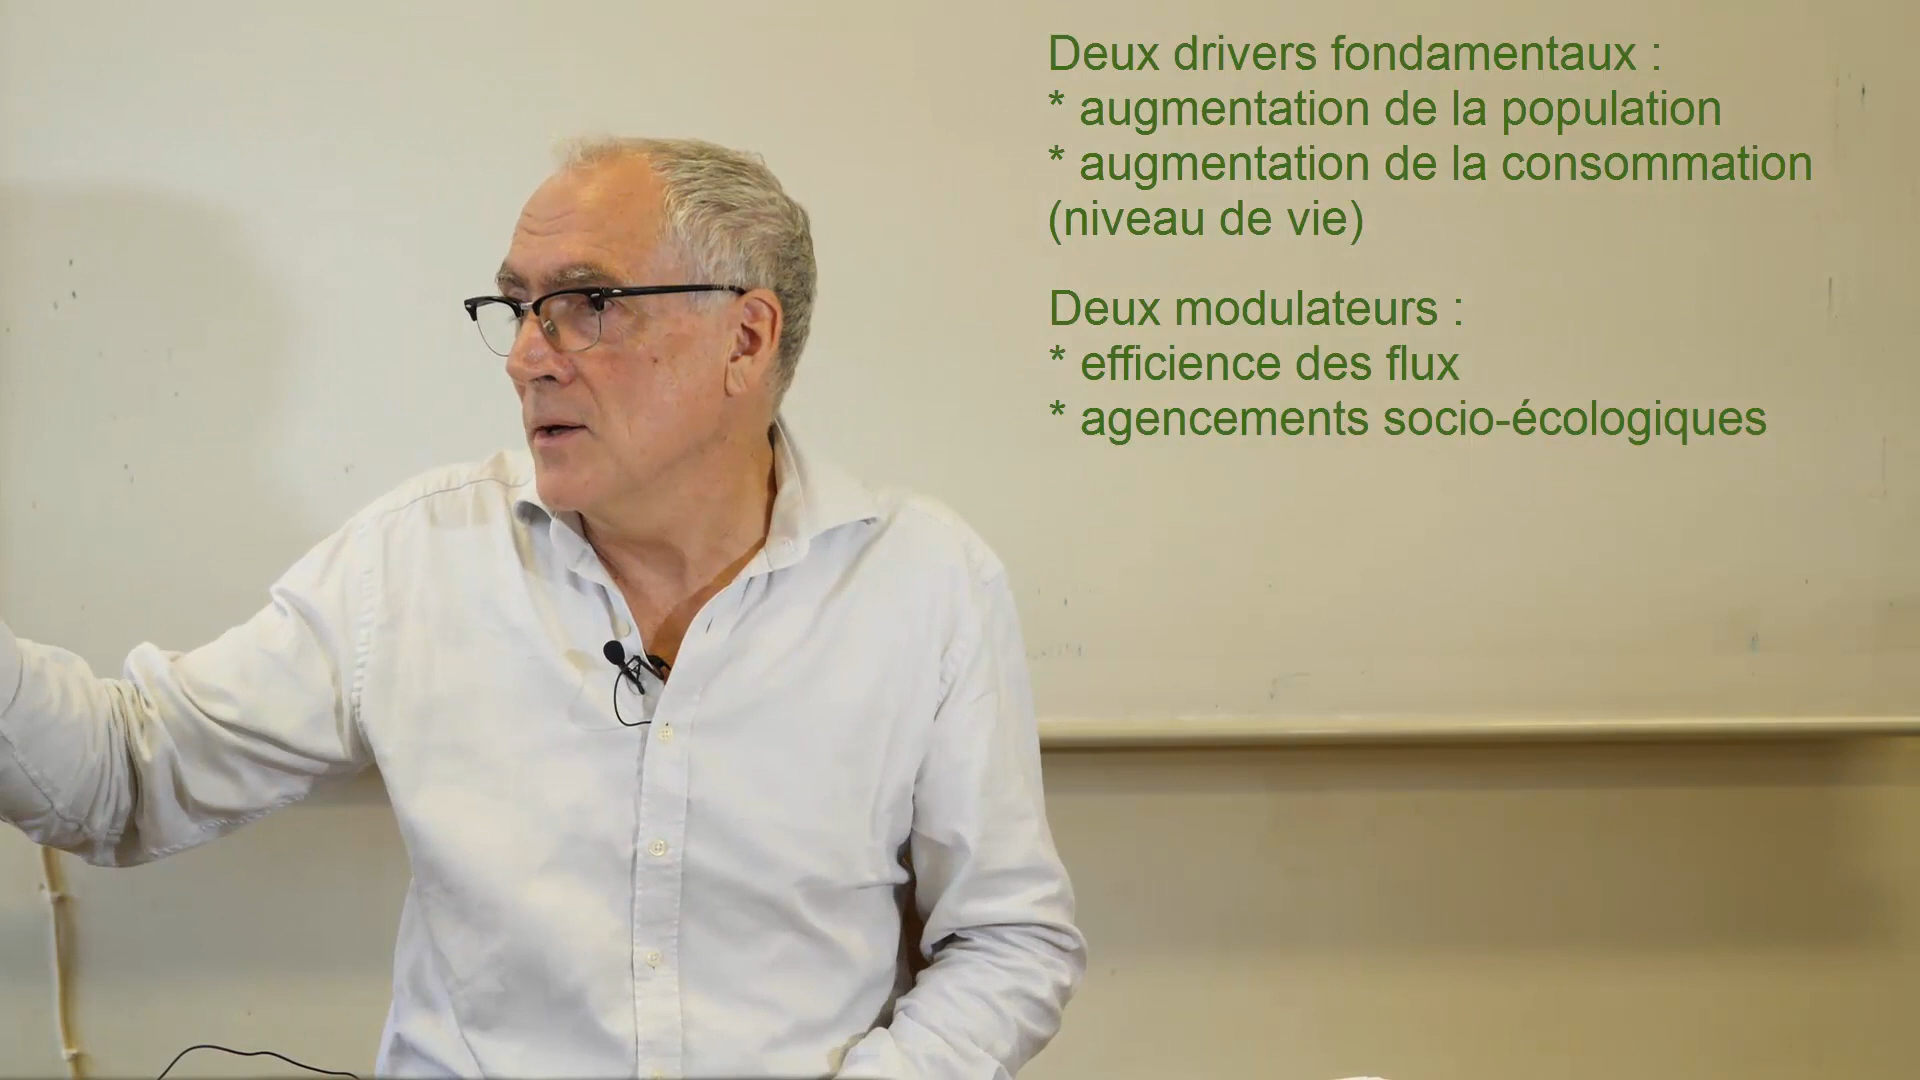 Deux drivers fondamentaux :
* augmentation de la population
* augmentation de la consommation
(niveau de vie)
Deux modulateurs :
* efficience des flux
* agencements socio-écologiques